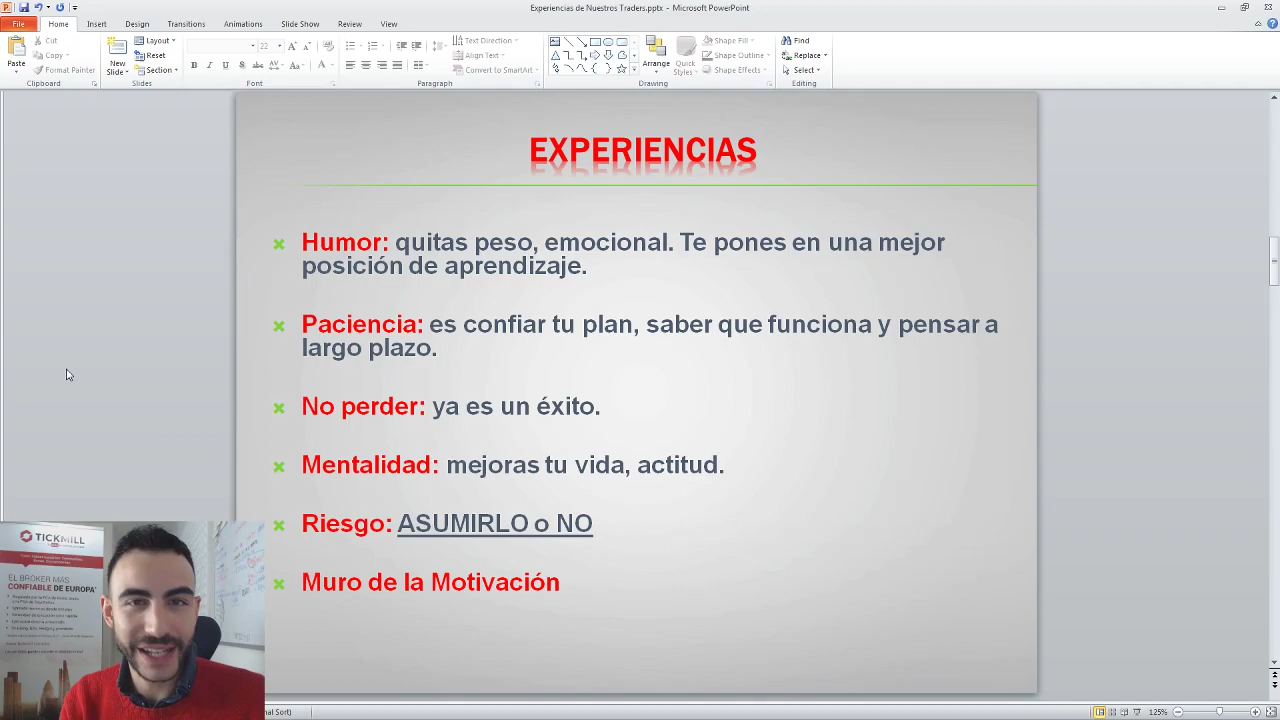 Experiencias de Nuestros Traders.pptx - Microsoft PowerPoint
File Home Insert Design Transitions Animations Slide Show Review View
Paste
Cut
Copy
Format Painter
Clipboard
New Slide
Layout
Reset
Section
Slides
22
Font
Paragraph
Text Direction
Align Text
Convert to SmartArt
Arrange
Quick Styles
Shape Fill
Shape Outline
Shape Effects
Drawing
Find
Replace
Select
Editing
EXPERIENCIAS
Humor: quitas peso, emocional. Te pones en una mejor
posición de aprendizaje.
Paciencia: es confiar tu plan, saber que funciona y pensar a
largo plazo.
No perder: ya es un éxito.
Mentalidad: mejoras tu vida, actitud.
Riesgo: ASUMIRLO o NO
Muro de la Motivación
TICKMILL
EL BRÓKER MÁS
CONFIABLE DE EUROPA*
125%